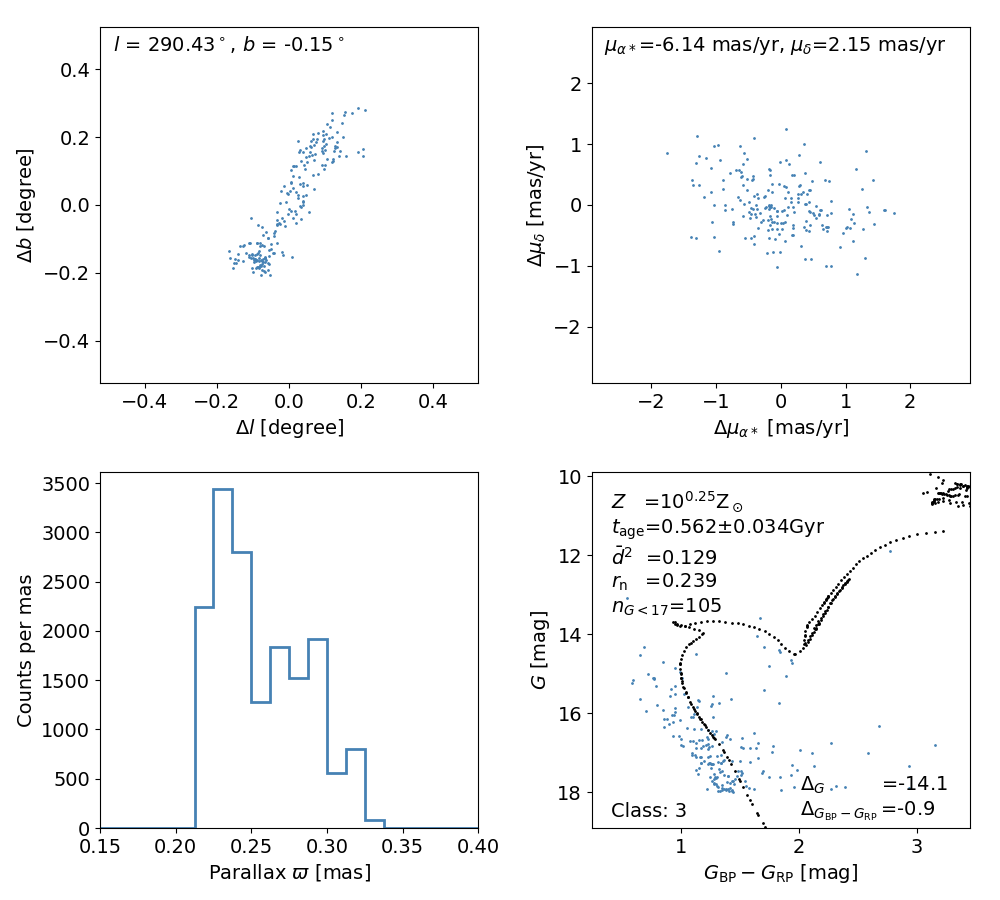 l = 290.43°, b = -0.15°
0.4
0.2
0.0
−0.2
−0.4
Δb [degree]
−0.4 −0.2 0.0 0.2 0.4
Δl [degree]
μα∗=-6.14 mas/yr, μδ=2.15 mas/yr
2
1
0
−1
−2
Δμδ [mas/yr]
−2 −1 0 1 2
Δμα∗ [mas/yr]
3500
3000
2500
2000
1500
1000
500
0
Counts per mas
0.15 0.20 0.25 0.30 0.35 0.40
Parallax ϖ [mas]
10
12
14
16
18
G [mag]
Z =10^0.25 Z⊙
t_age=0.562±0.034Gyr
d̄² =0.129
r_n =0.239
n_G<17=105
Δ_G =-14.1
Class: 3 Δ_GBP−GRP =-0.9
1 2 3
G_BP − G_RP [mag]